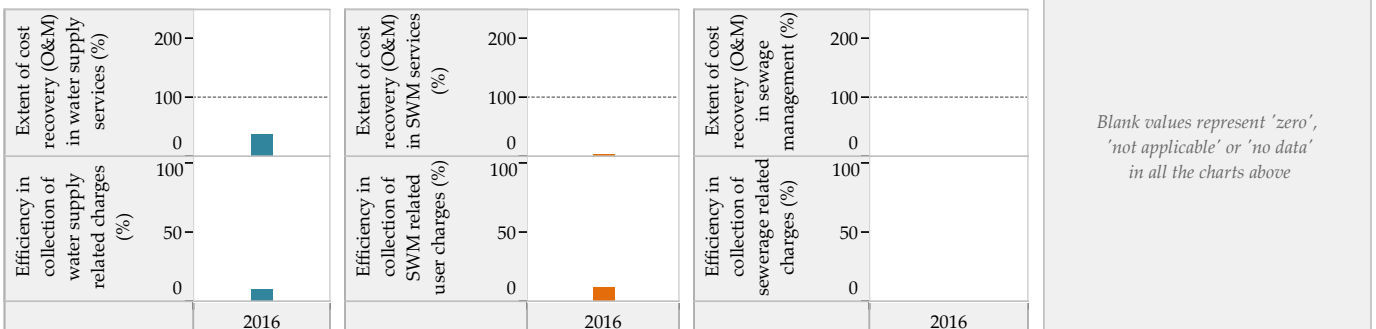 Extent of cost
recovery (O&M)
in water supply
services (%)
200
100
0
Efficiency in
collection of
water supply
related charges
(%)
100
50
0
2016
Extent of cost
recovery (O&M)
in SWM services
(%)
200
100
0
Efficiency in
collection of
SWM related
user charges (%)
100
50
0
2016
Extent of cost
recovery (O&M)
in sewage
management (%)
200
100
0
Efficiency in
collection of
sewerage related
charges (%)
100
50
0
2016
Blank values represent 'zero',
'not applicable' or 'no data'
in all the charts above